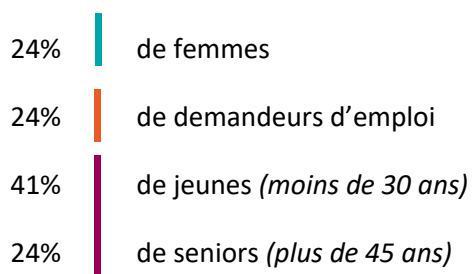 24% de femmes
24% de demandeurs d’emploi
41% de jeunes (moins de 30 ans)
24% de seniors (plus de 45 ans)